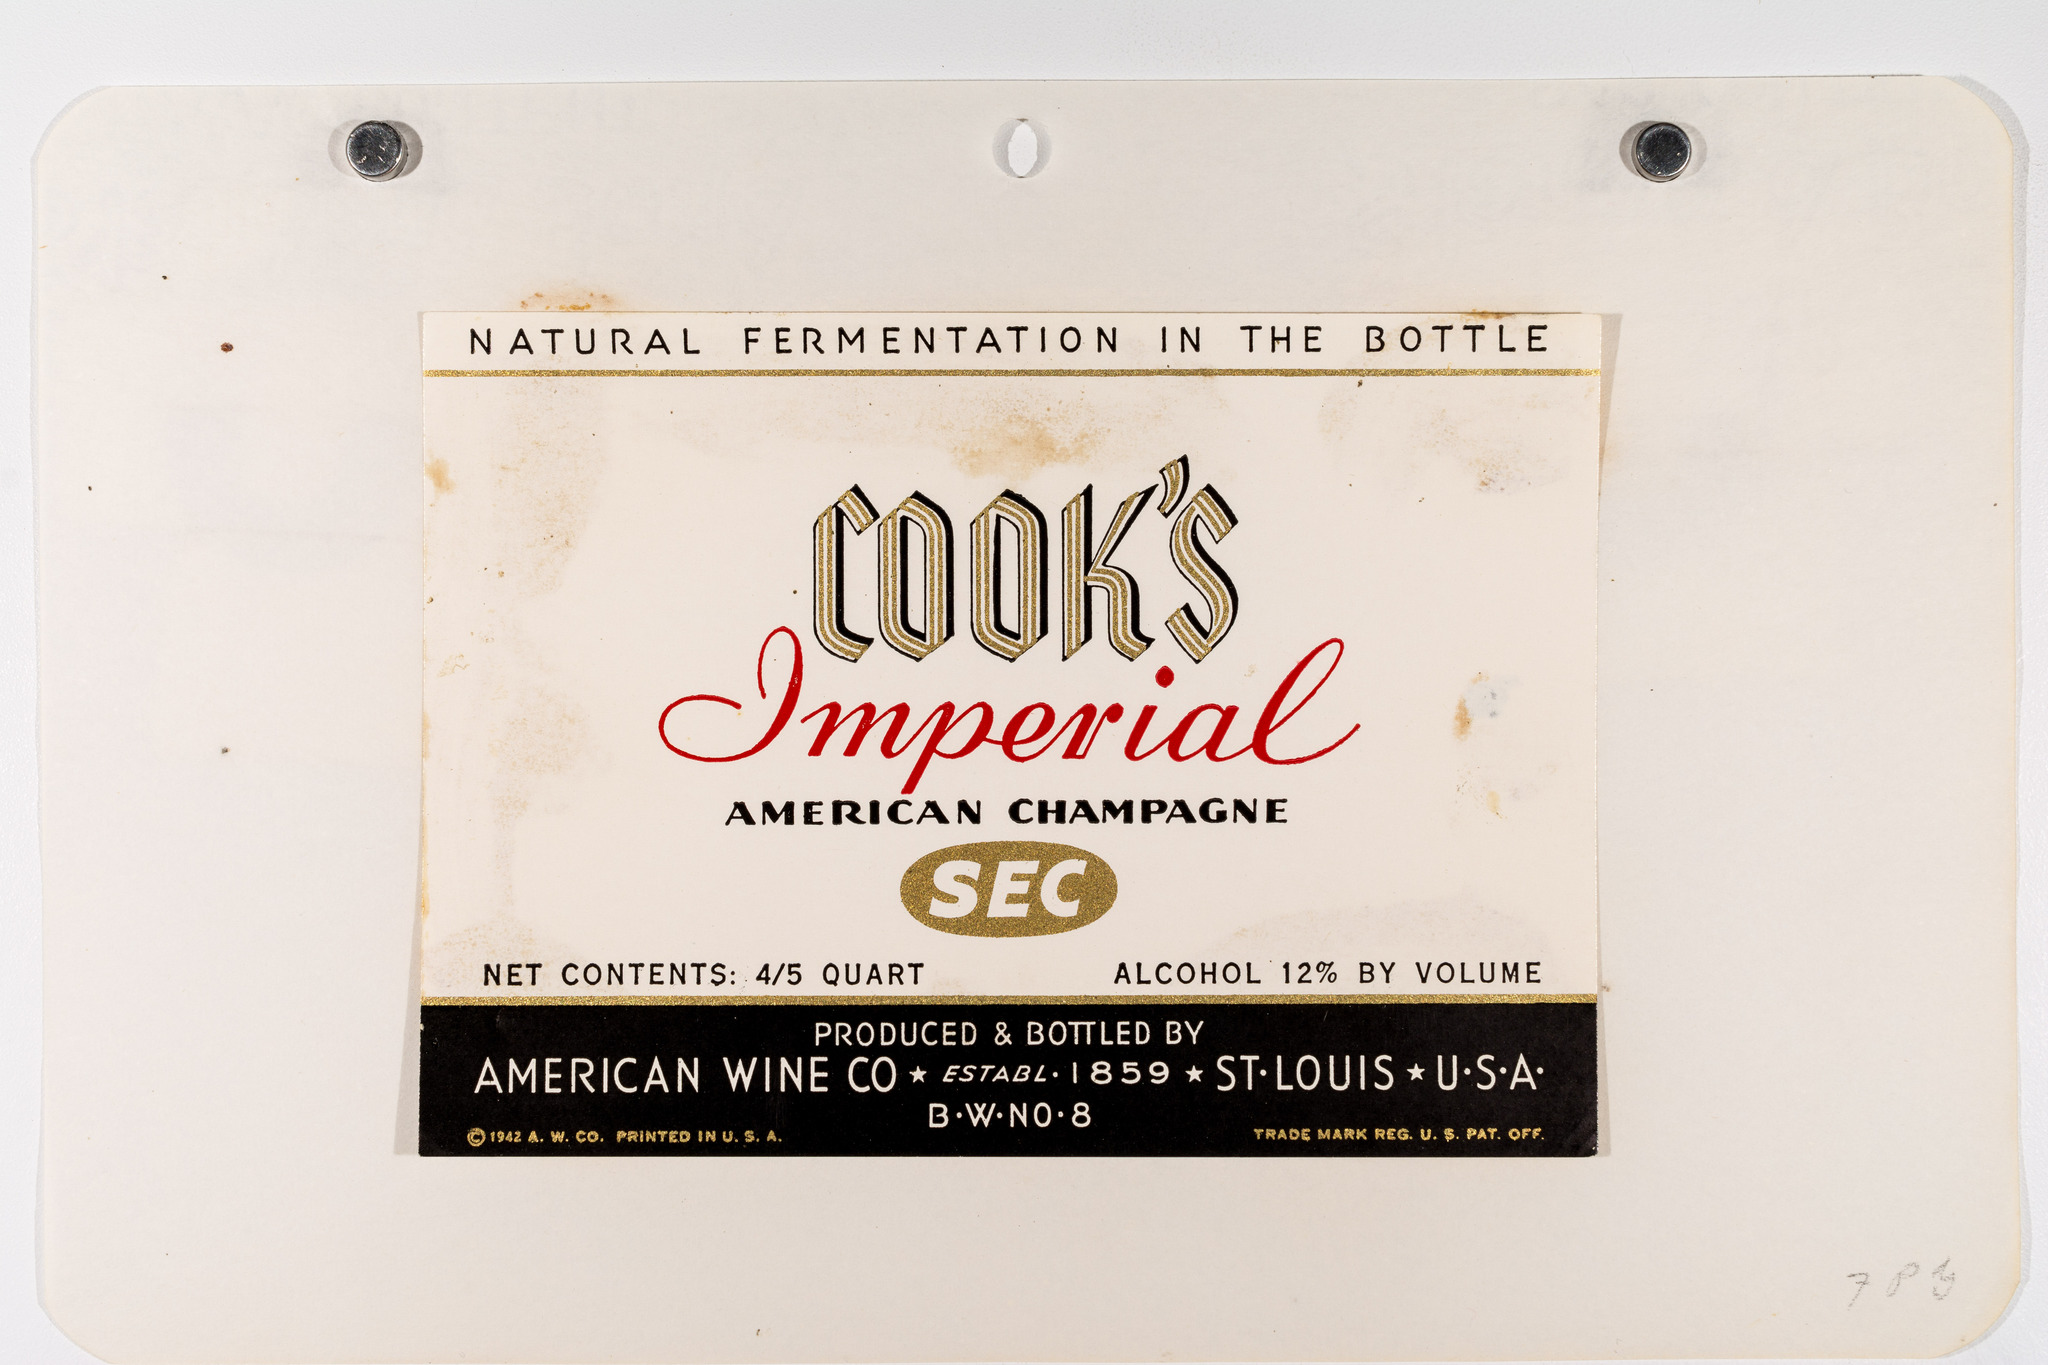 NATURAL FERMENTATION IN THE BOTTLE
COOK'S
Imperial
AMERICAN CHAMPAGNE
SEC
NET CONTENTS: 4/5 QUART ALCOHOL 12% BY VOLUME
PRODUCED & BOTTLED BY
AMERICAN WINE CO ★ ESTABL·1859 ★ ST·LOUIS ★ U·S·A·
B·W·NO·8
© 1942 A. W. CO. PRINTED IN U. S. A. TRADE MARK REG. U. S. PAT. OFF.